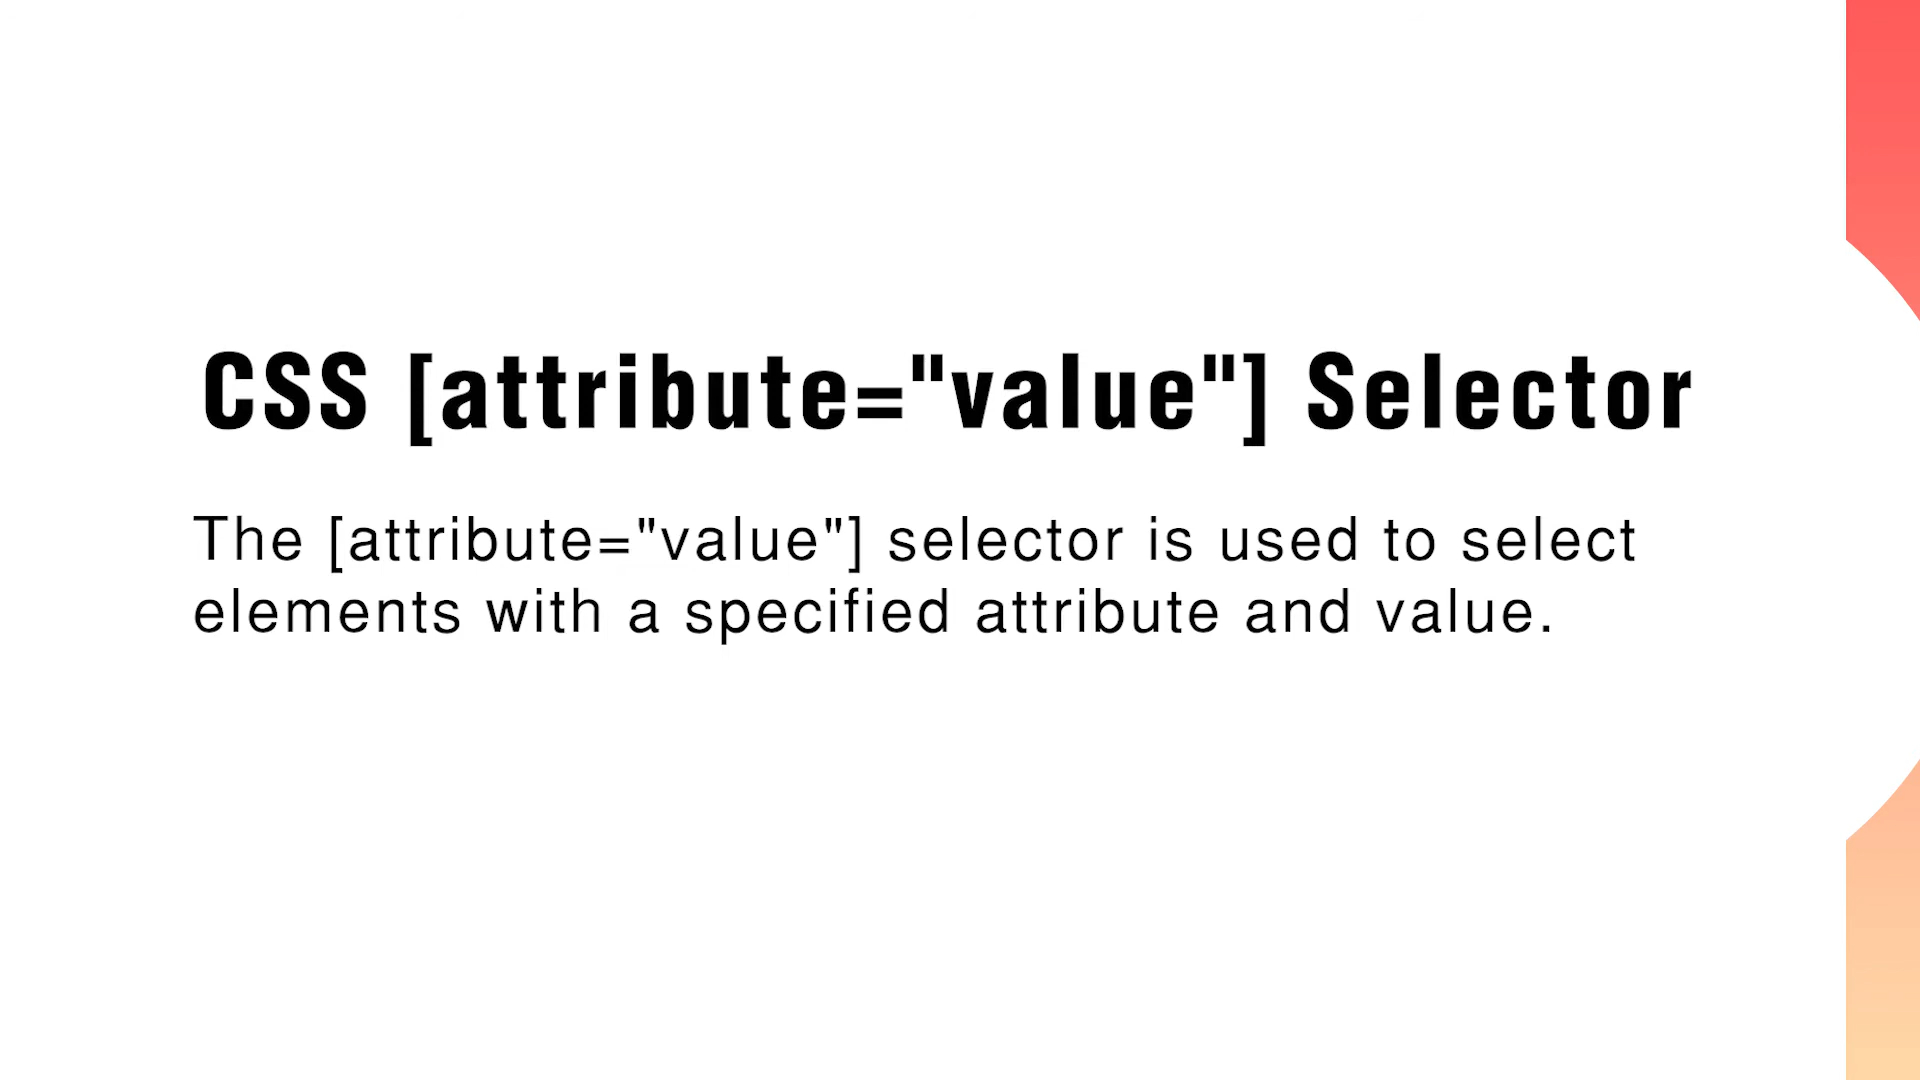 CSS [attribute="value"] Selector
The [attribute="value"] selector is used to select
elements with a specified attribute and value.